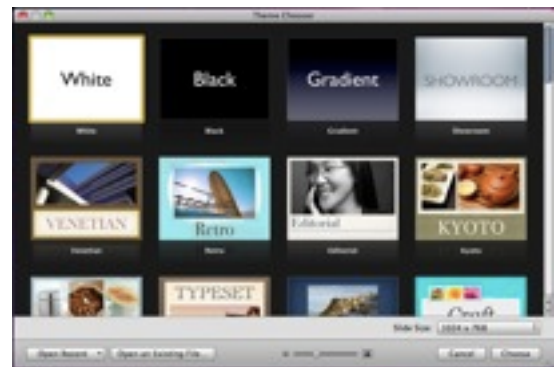 Theme Chooser
White
Black
Gradient
SHOWROOM
White
Black
Gradient
Showroom
VENETIAN
Retro
Editorial
KYOTO
Venetian
Retro
Editorial
Kyoto
TYPESET
Craft
Slide Size: 1024 x 768
Open Recent
Open an Existing File...
Cancel
Choose